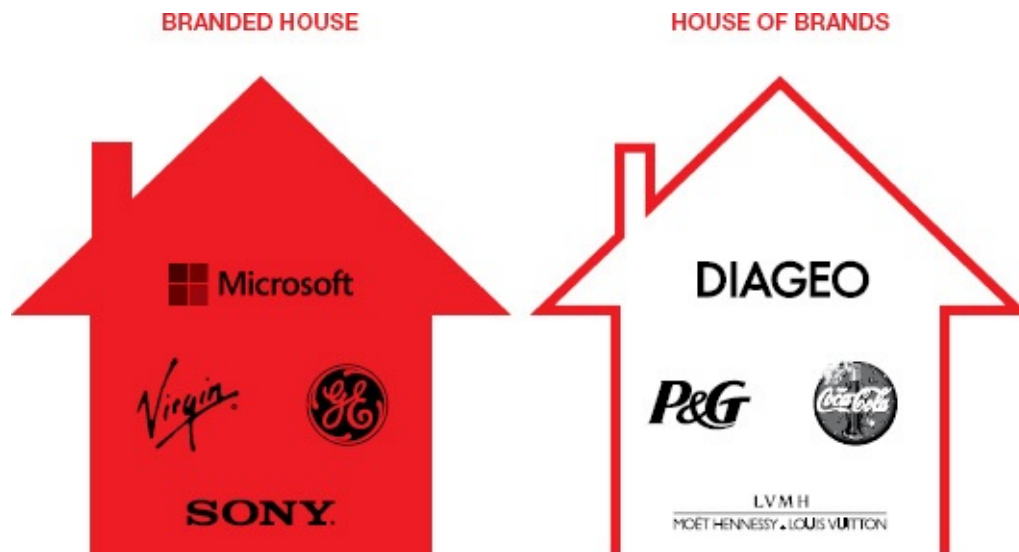 BRANDED HOUSE
HOUSE OF BRANDS
Microsoft
Virgin
GE
SONY.
DIAGEO
P&G
Coca-Cola
LVMH
MOËT HENNESSY. LOUIS VUITTON